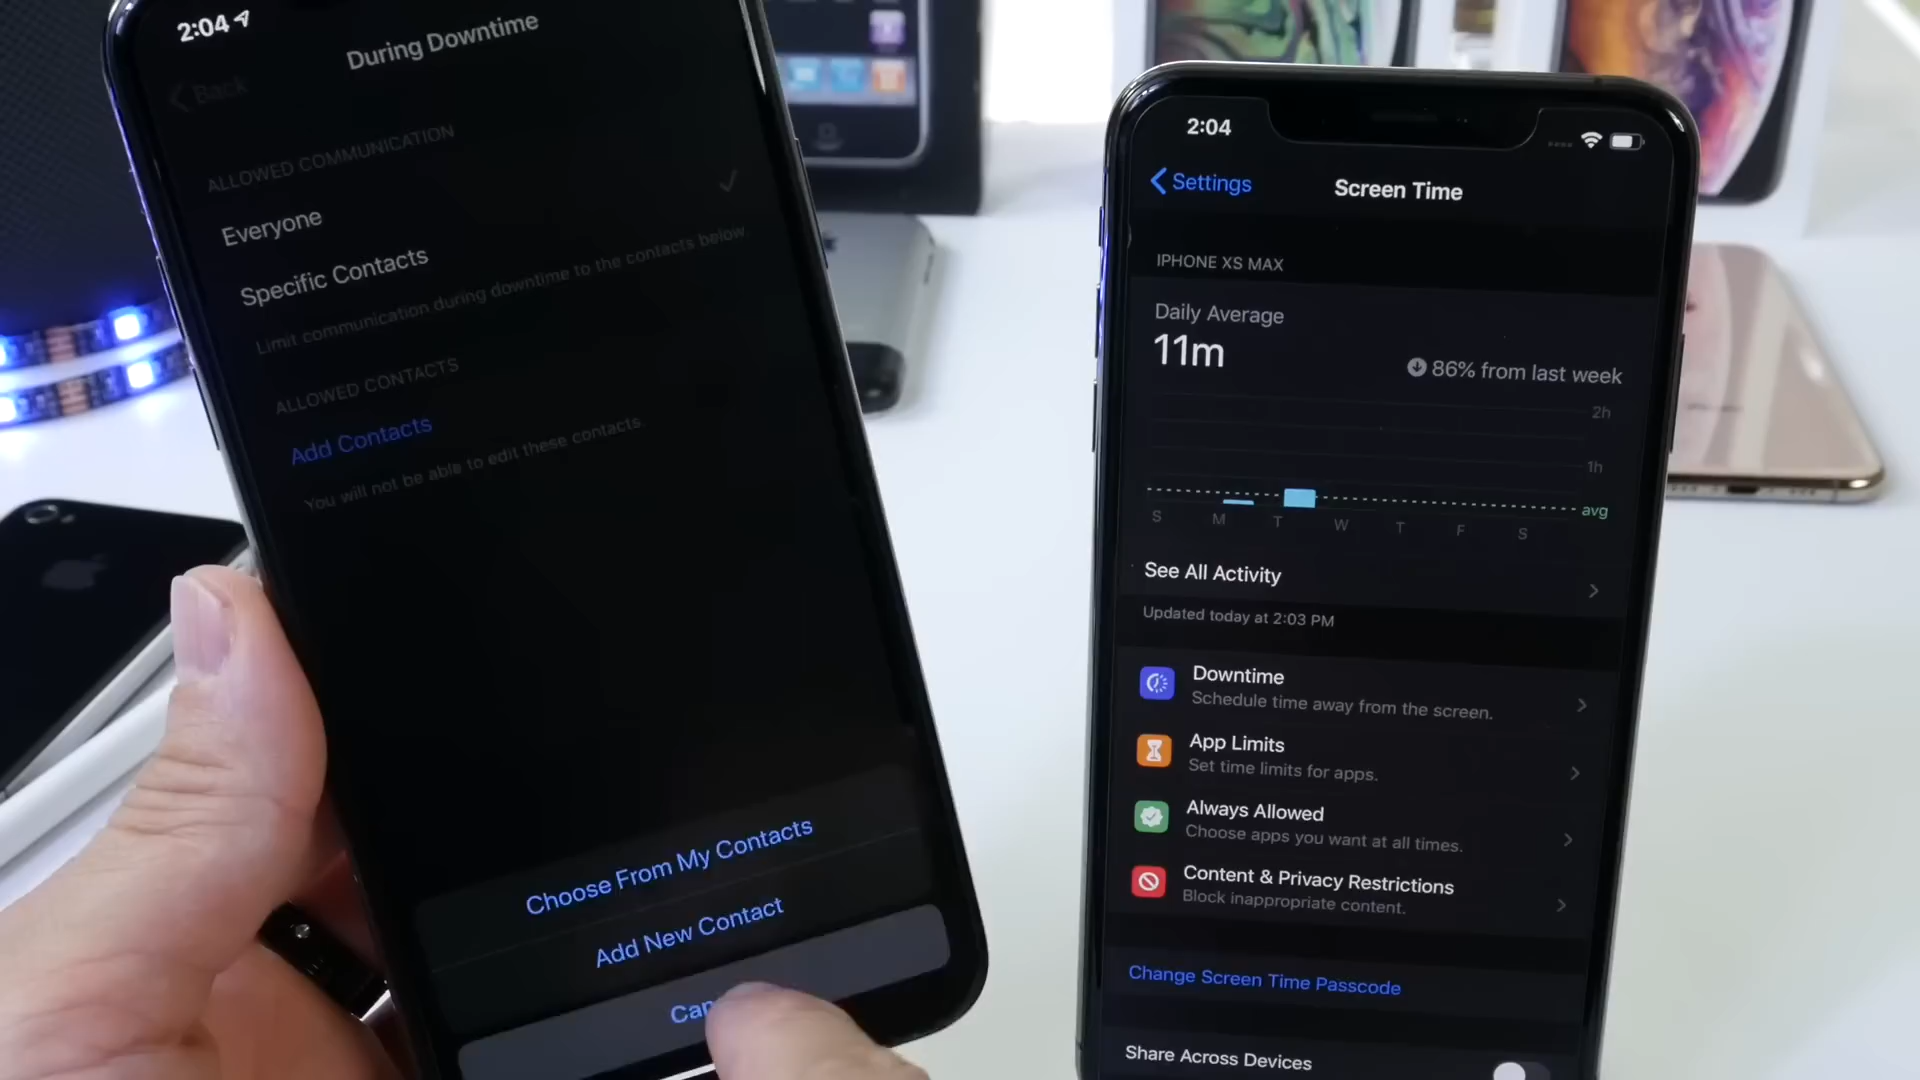 2:04
During Downtime
Back
ALLOWED COMMUNICATION
Everyone
Specific Contacts
Limit communication during downtime to the contacts below.
ALLOWED CONTACTS
Add Contacts
You will not be able to edit these contacts.
Choose From My Contacts
Add New Contact
Can
2:04
Settings
Screen Time
IPHONE XS MAX
Daily Average
11m
86% from last week
2h
1h
avg
S M T W T F S
See All Activity
Updated today at 2:03 PM
Downtime
Schedule time away from the screen.
App Limits
Set time limits for apps.
Always Allowed
Choose apps you want at all times.
Content & Privacy Restrictions
Block inappropriate content.
Change Screen Time Passcode
Share Across Devices